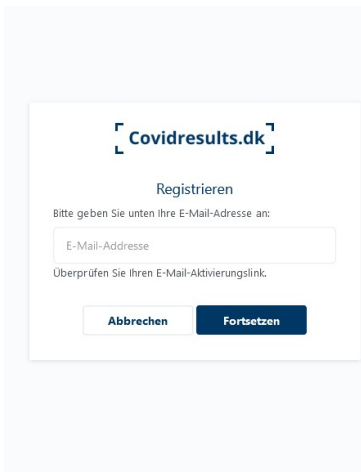 Covidresults.dk
Registrieren
Bitte geben Sie unten Ihre E-Mail-Adresse an:
E-Mail-Addresse
Überprüfen Sie Ihren E-Mail-Aktivierungslink.
Abbrechen Fortsetzen